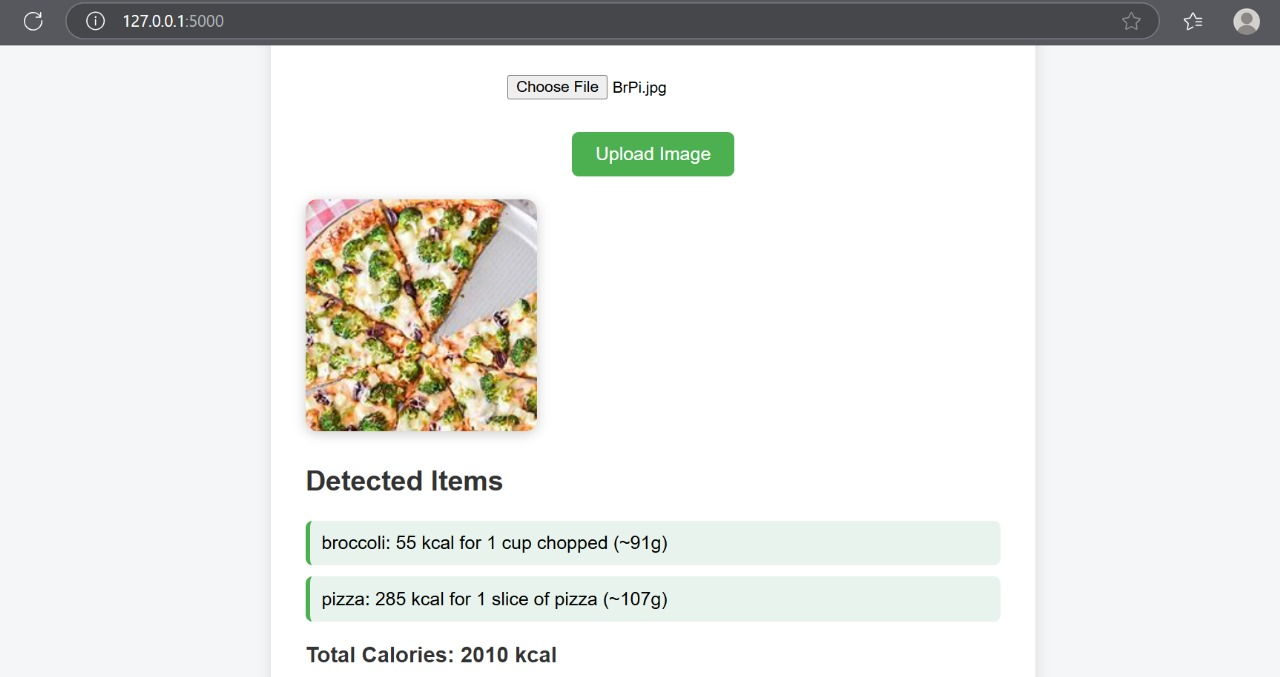 127.0.0.1:5000
Choose File BrPi.jpg
Upload Image
Detected Items
broccoli: 55 kcal for 1 cup chopped (~91g)
pizza: 285 kcal for 1 slice of pizza (~107g)
Total Calories: 2010 kcal